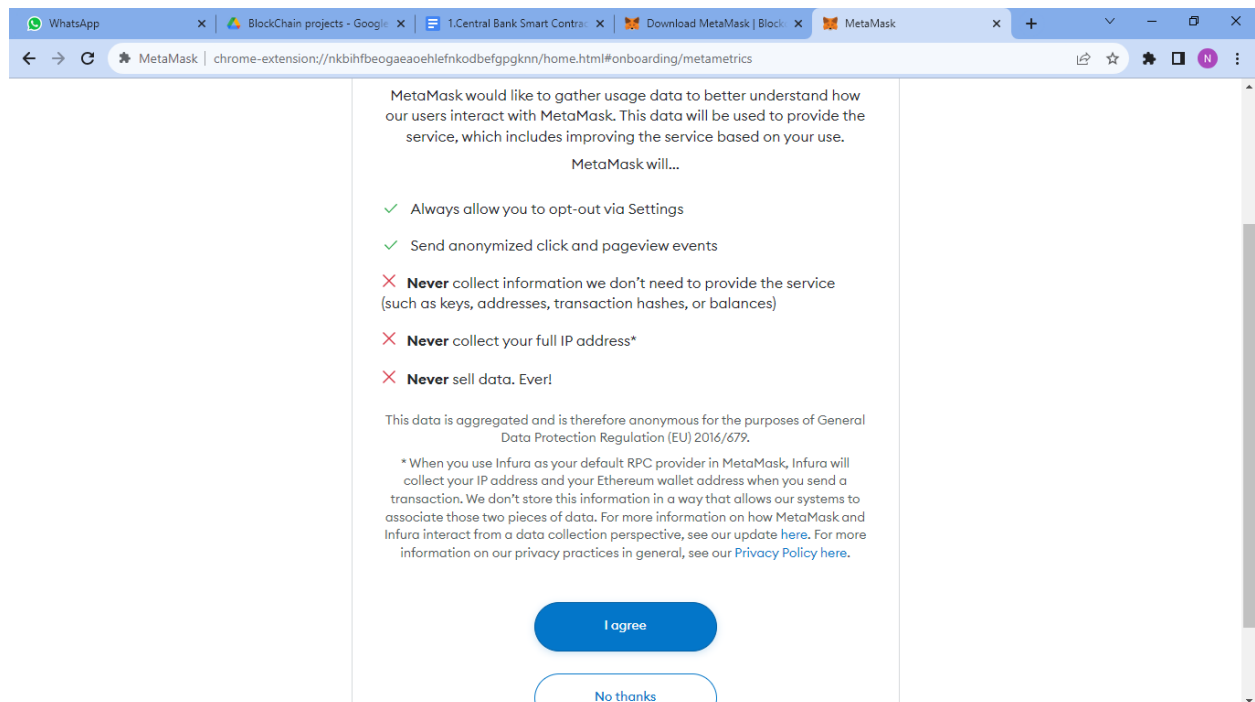 WhatsApp
BlockChain projects - Google
1.Central Bank Smart Contrac
Download MetaMask | Block
MetaMask
MetaMask chrome-extension://nkbihfbeogaeaoehlefnkodbefgpgknn/home.html#onboarding/metametrics
N
MetaMask would like to gather usage data to better understand how
our users interact with MetaMask. This data will be used to provide the
service, which includes improving the service based on your use.
MetaMask will...
Always allow you to opt-out via Settings
Send anonymized click and pageview events
Never collect information we don't need to provide the service
(such as keys, addresses, transaction hashes, or balances)
Never collect your full IP address*
Never sell data. Ever!
This data is aggregated and is therefore anonymous for the purposes of General
Data Protection Regulation (EU) 2016/679.
* When you use Infura as your default RPC provider in MetaMask, Infura will
collect your IP address and your Ethereum wallet address when you send a
transaction. We don't store this information in a way that allows our systems to
associate those two pieces of data. For more information on how MetaMask and
Infura interact from a data collection perspective, see our update here. For more
information on our privacy practices in general, see our Privacy Policy here.
I agree
No thanks